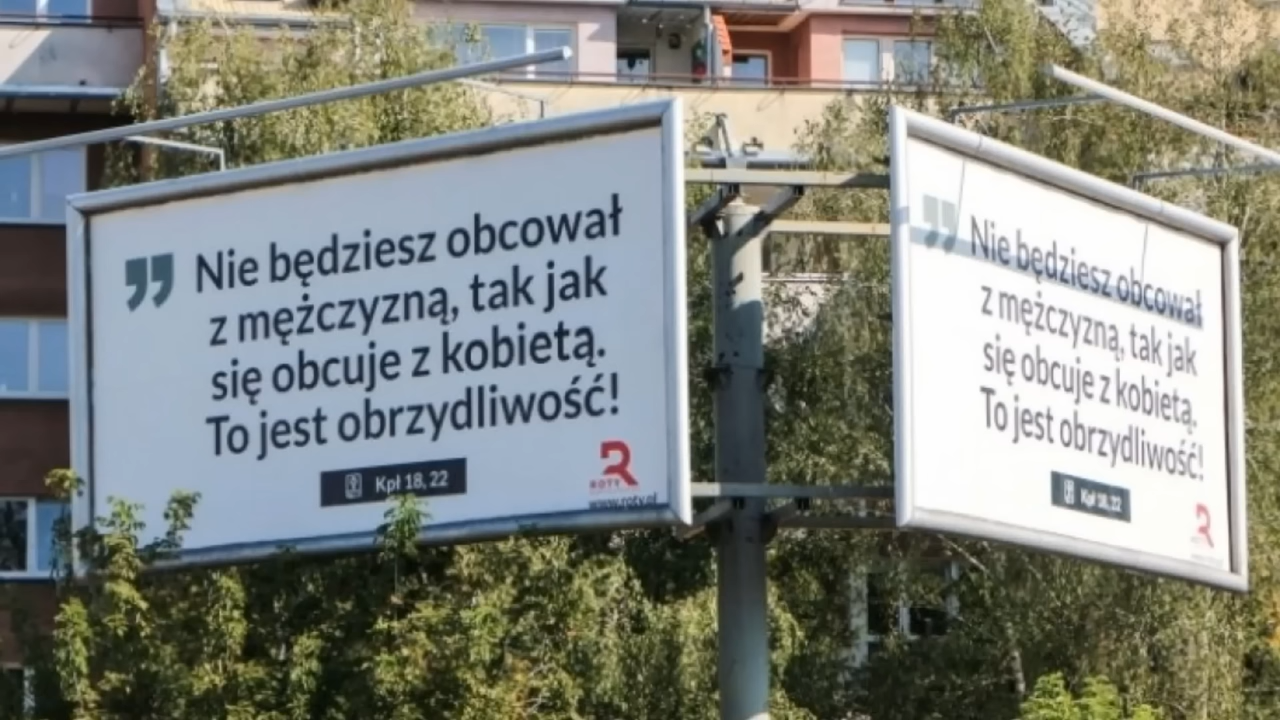 ” Nie będziesz obcował
z mężczyzną, tak jak
się obcuje z kobietą.
To jest obrzydliwość!
Kpł 18, 22
ROTY
www.roty.pl
” Nie będziesz obcował
z mężczyzną, tak jak
się obcuje z kobietą.
To jest obrzydliwość!
Kpł 18, 22